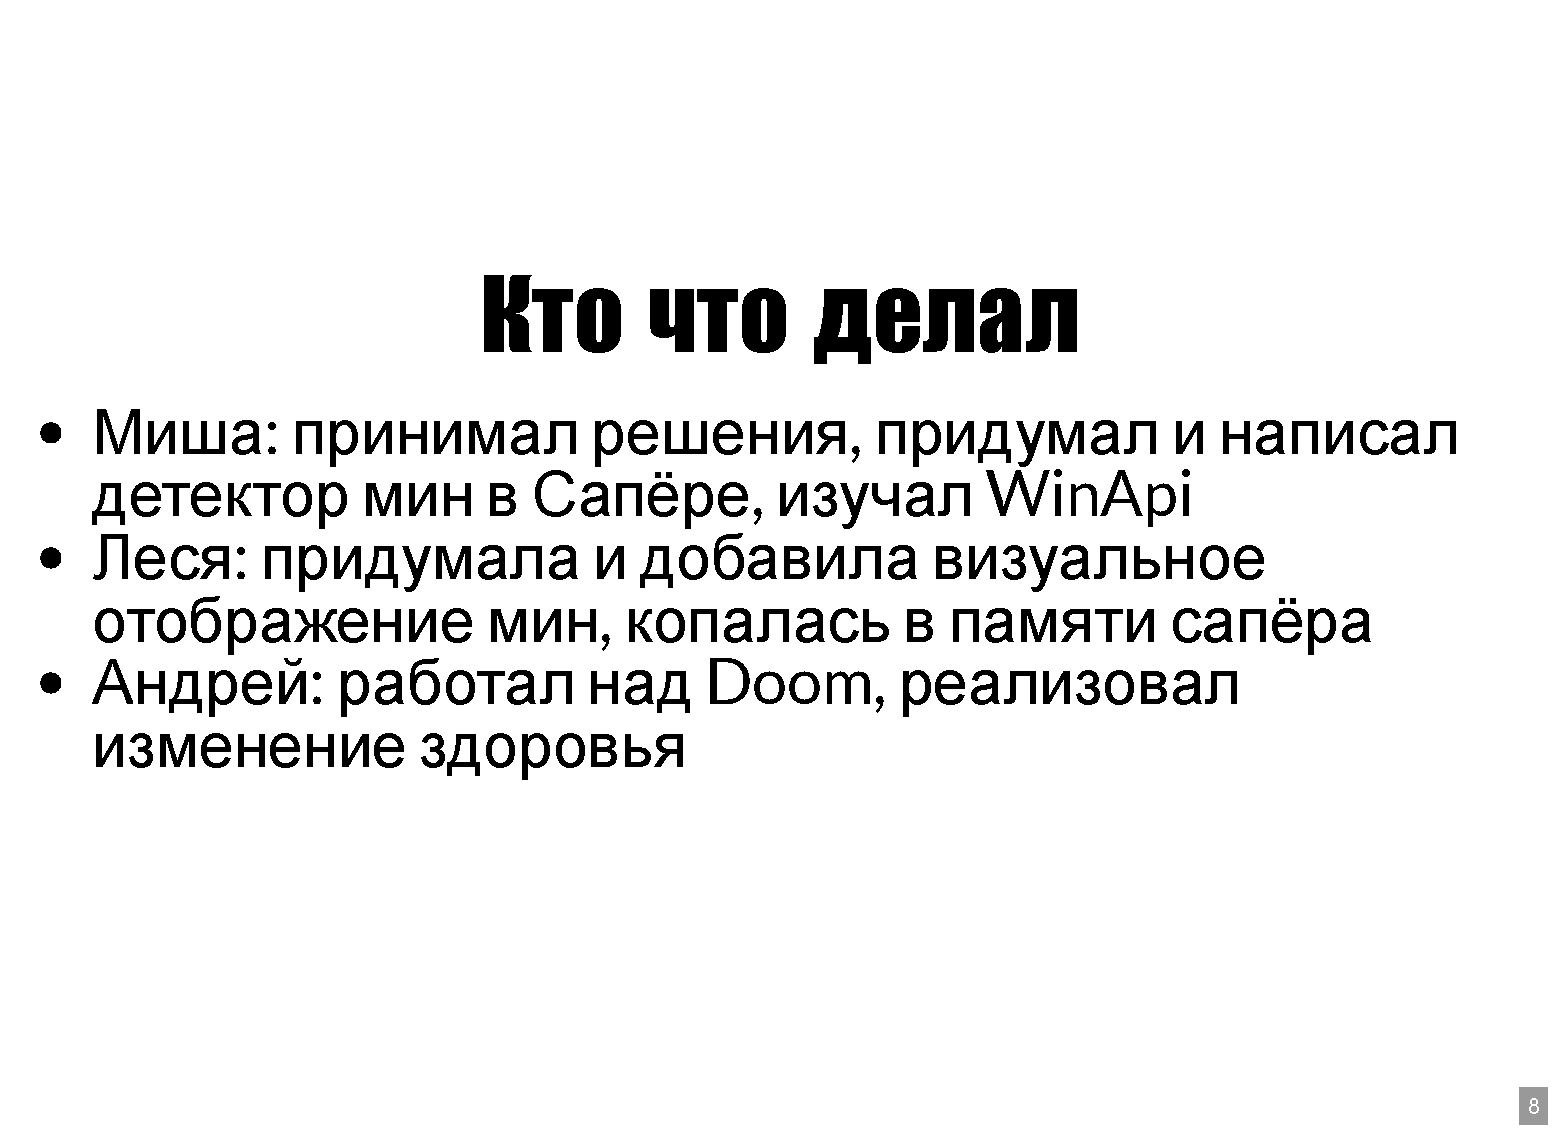 Кто что делал
• Миша: принимал решения, придумал и написал
детектор мин в Сапёре, изучал WinApi
• Леся: придумала и добавила визуальное
отображение мин, копалась в памяти сапёра
• Андрей: работал над Doom, реализовал
изменение здоровья
8